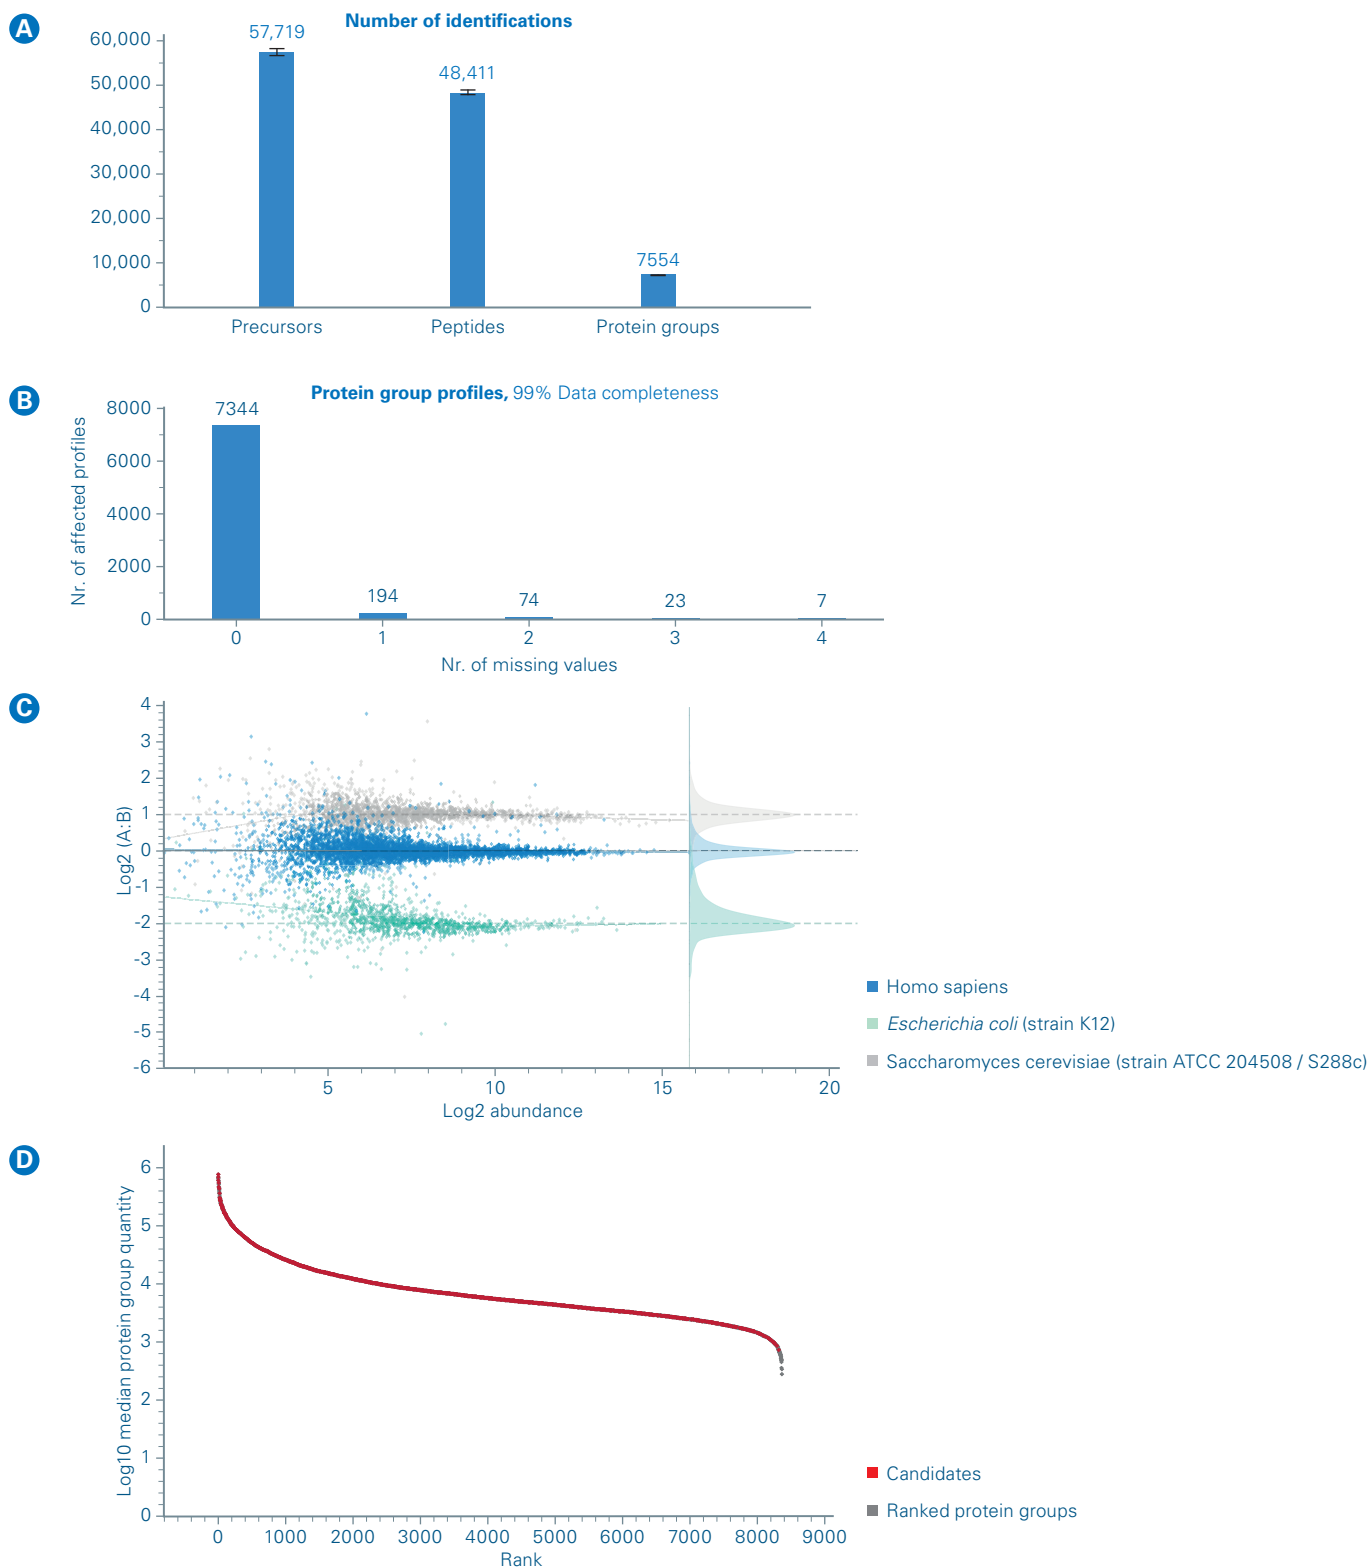 A
Number of identifications
60,000
50,000
40,000
30,000
20,000
10,000
0
57,719
48,411
7554
Precursors
Peptides
Protein groups
B
Protein group profiles, 99% Data completeness
Nr. of affected profiles
8000
6000
4000
2000
0
7344
194
74
23
7
0
1
2
3
4
Nr. of missing values
C
Log2 (A:B)
4
3
2
1
0
-1
-2
-3
-4
-5
-6
5
10
15
20
Log2 abundance
Homo sapiens
Escherichia coli (strain K12)
Saccharomyces cerevisiae (strain ATCC 204508 / S288c)
D
Log10 median protein group quantity
6
5
4
3
2
1
0
0
1000
2000
3000
4000
5000
6000
7000
8000
9000
Rank
Candidates
Ranked protein groups